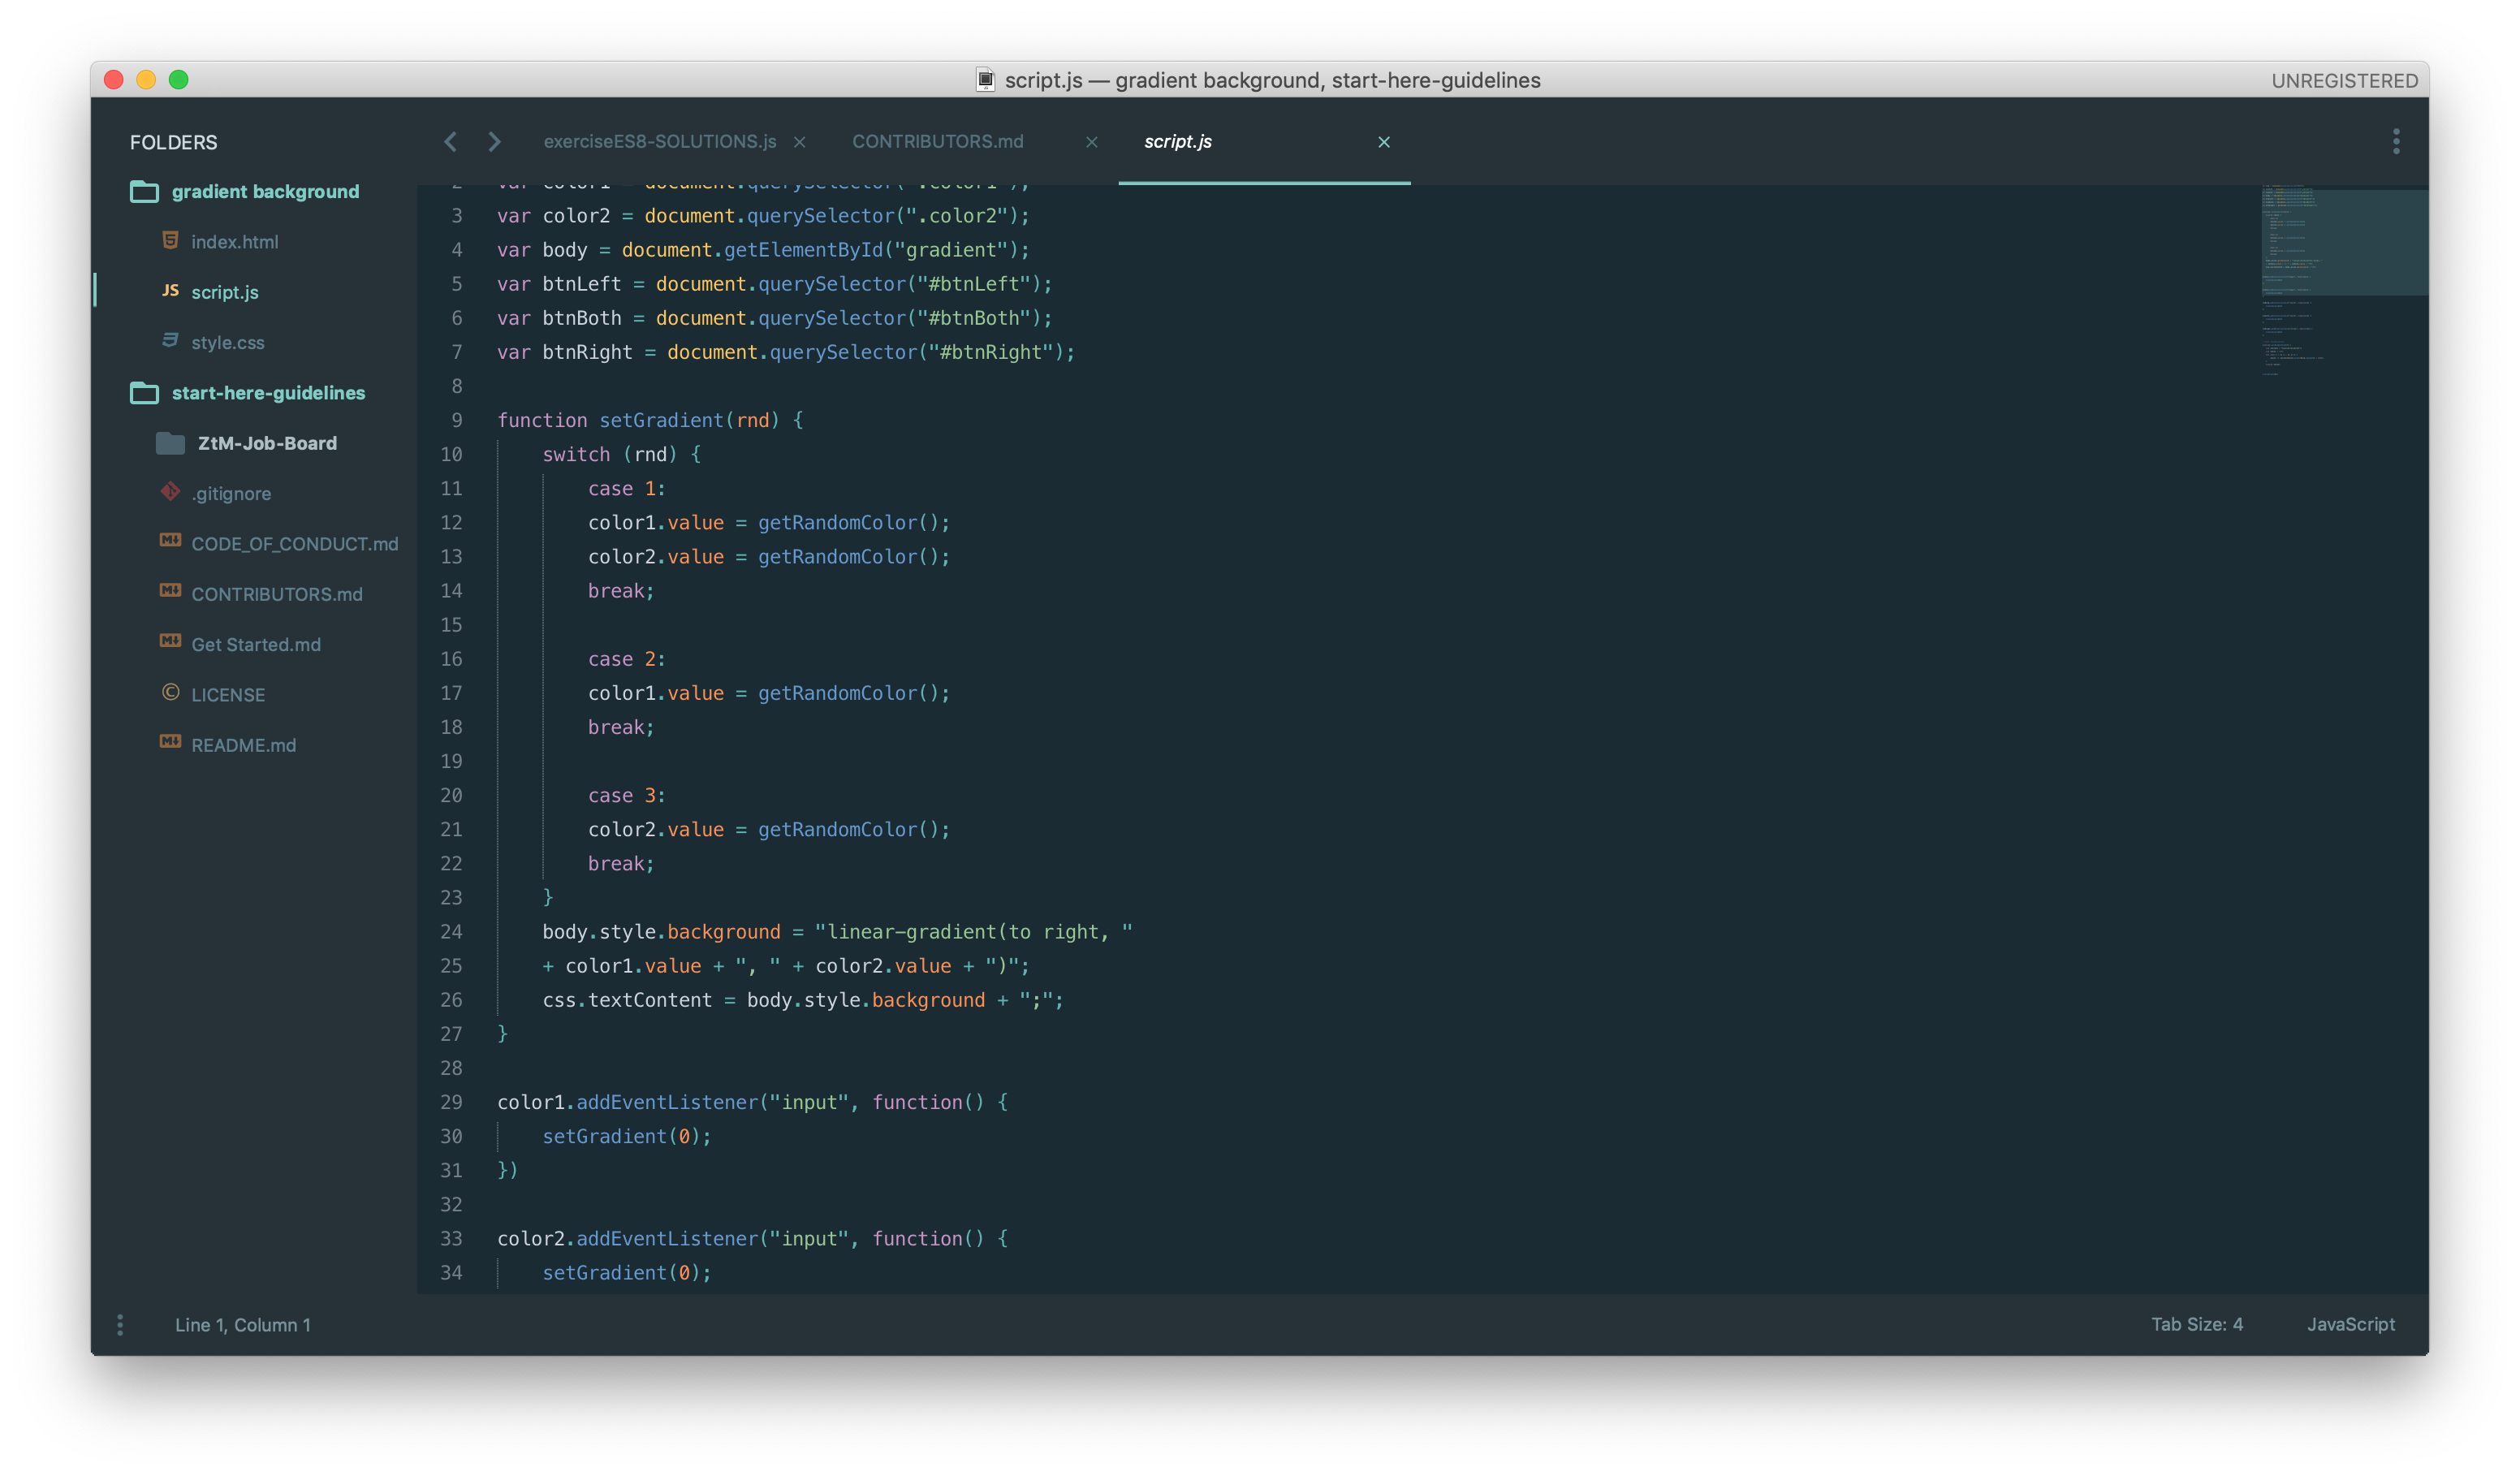 script.js — gradient background, start-here-guidelines
UNREGISTERED
FOLDERS
gradient background
index.html
JS script.js
style.css
start-here-guidelines
ZtM-Job-Board
.gitignore
CODE_OF_CONDUCT.md
CONTRIBUTORS.md
Get Started.md
LICENSE
README.md
exerciseES8-SOLUTIONS.js × CONTRIBUTORS.md × script.js ×
2 var color1 = document.querySelector(".color1");
3 var color2 = document.querySelector(".color2");
4 var body = document.getElementById("gradient");
5 var btnLeft = document.querySelector("#btnLeft");
6 var btnBoth = document.querySelector("#btnBoth");
7 var btnRight = document.querySelector("#btnRight");
8
9 function setGradient(rnd) {
10 switch (rnd) {
11 case 1:
12 color1.value = getRandomColor();
13 color2.value = getRandomColor();
14 break;
15
16 case 2:
17 color1.value = getRandomColor();
18 break;
19
20 case 3:
21 color2.value = getRandomColor();
22 break;
23 }
24 body.style.background = "linear-gradient(to right, "
25 + color1.value + ", " + color2.value + ")";
26 css.textContent = body.style.background + ";";
27 }
28
29 color1.addEventListener("input", function() {
30 setGradient(0);
31 })
32
33 color2.addEventListener("input", function() {
34 setGradient(0);
Line 1, Column 1
Tab Size: 4
JavaScript